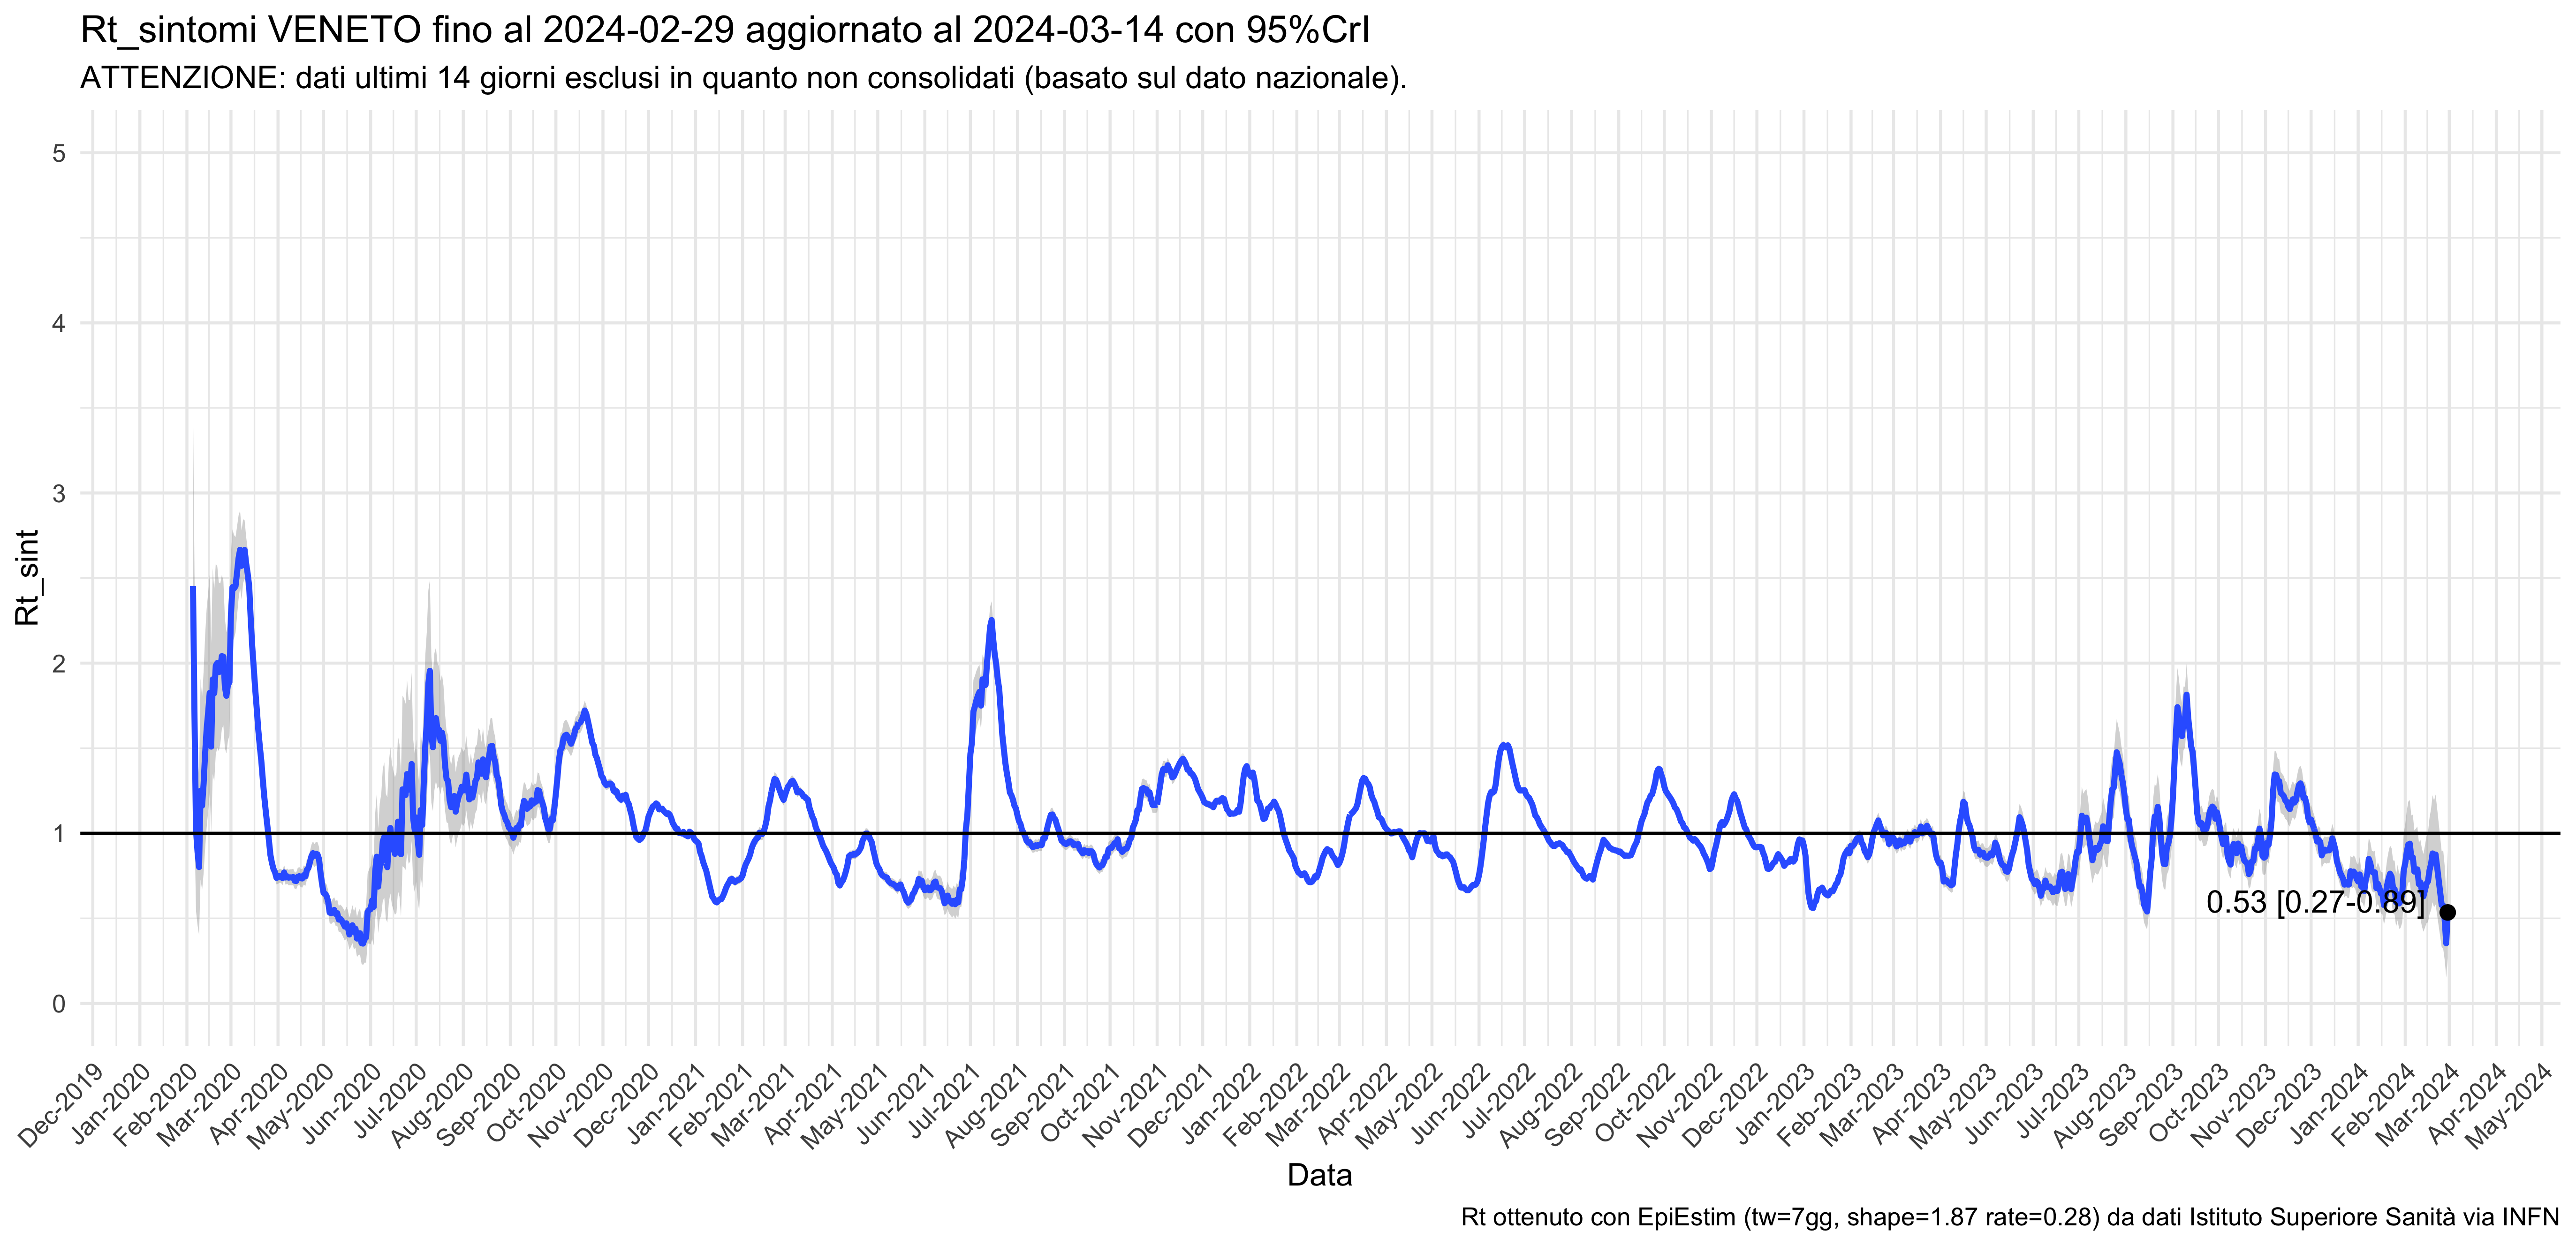 Rt_sintomi VENETO fino al 2024-02-29 aggiornato al 2024-03-14 con 95%CrI
ATTENZIONE: dati ultimi 14 giorni esclusi in quanto non consolidati (basato sul dato nazionale).
5
4
3
2
1
0
Rt_sint
0.53 [0.27-0.89]
Dec-2019
Jan-2020
Feb-2020
Mar-2020
Apr-2020
May-2020
Jun-2020
Jul-2020
Aug-2020
Sep-2020
Oct-2020
Nov-2020
Dec-2020
Jan-2021
Feb-2021
Mar-2021
Apr-2021
May-2021
Jun-2021
Jul-2021
Aug-2021
Sep-2021
Oct-2021
Nov-2021
Dec-2021
Jan-2022
Feb-2022
Mar-2022
Apr-2022
May-2022
Jun-2022
Jul-2022
Aug-2022
Sep-2022
Oct-2022
Nov-2022
Dec-2022
Jan-2023
Feb-2023
Mar-2023
Apr-2023
May-2023
Jun-2023
Jul-2023
Aug-2023
Sep-2023
Oct-2023
Nov-2023
Dec-2023
Jan-2024
Feb-2024
Mar-2024
Apr-2024
May-2024
Data
Rt ottenuto con EpiEstim (tw=7gg, shape=1.87 rate=0.28) da dati Istituto Superiore Sanità via INFN